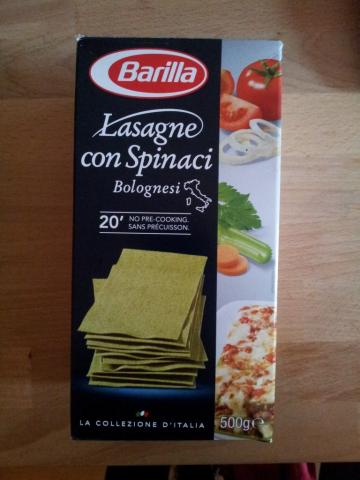 Barilla
Lasagne
con Spinaci
Bolognesi
20' NO PRE-COOKING.
SANS PRÉCUISSON.
LA COLLEZIONE D'ITALIA
500g e